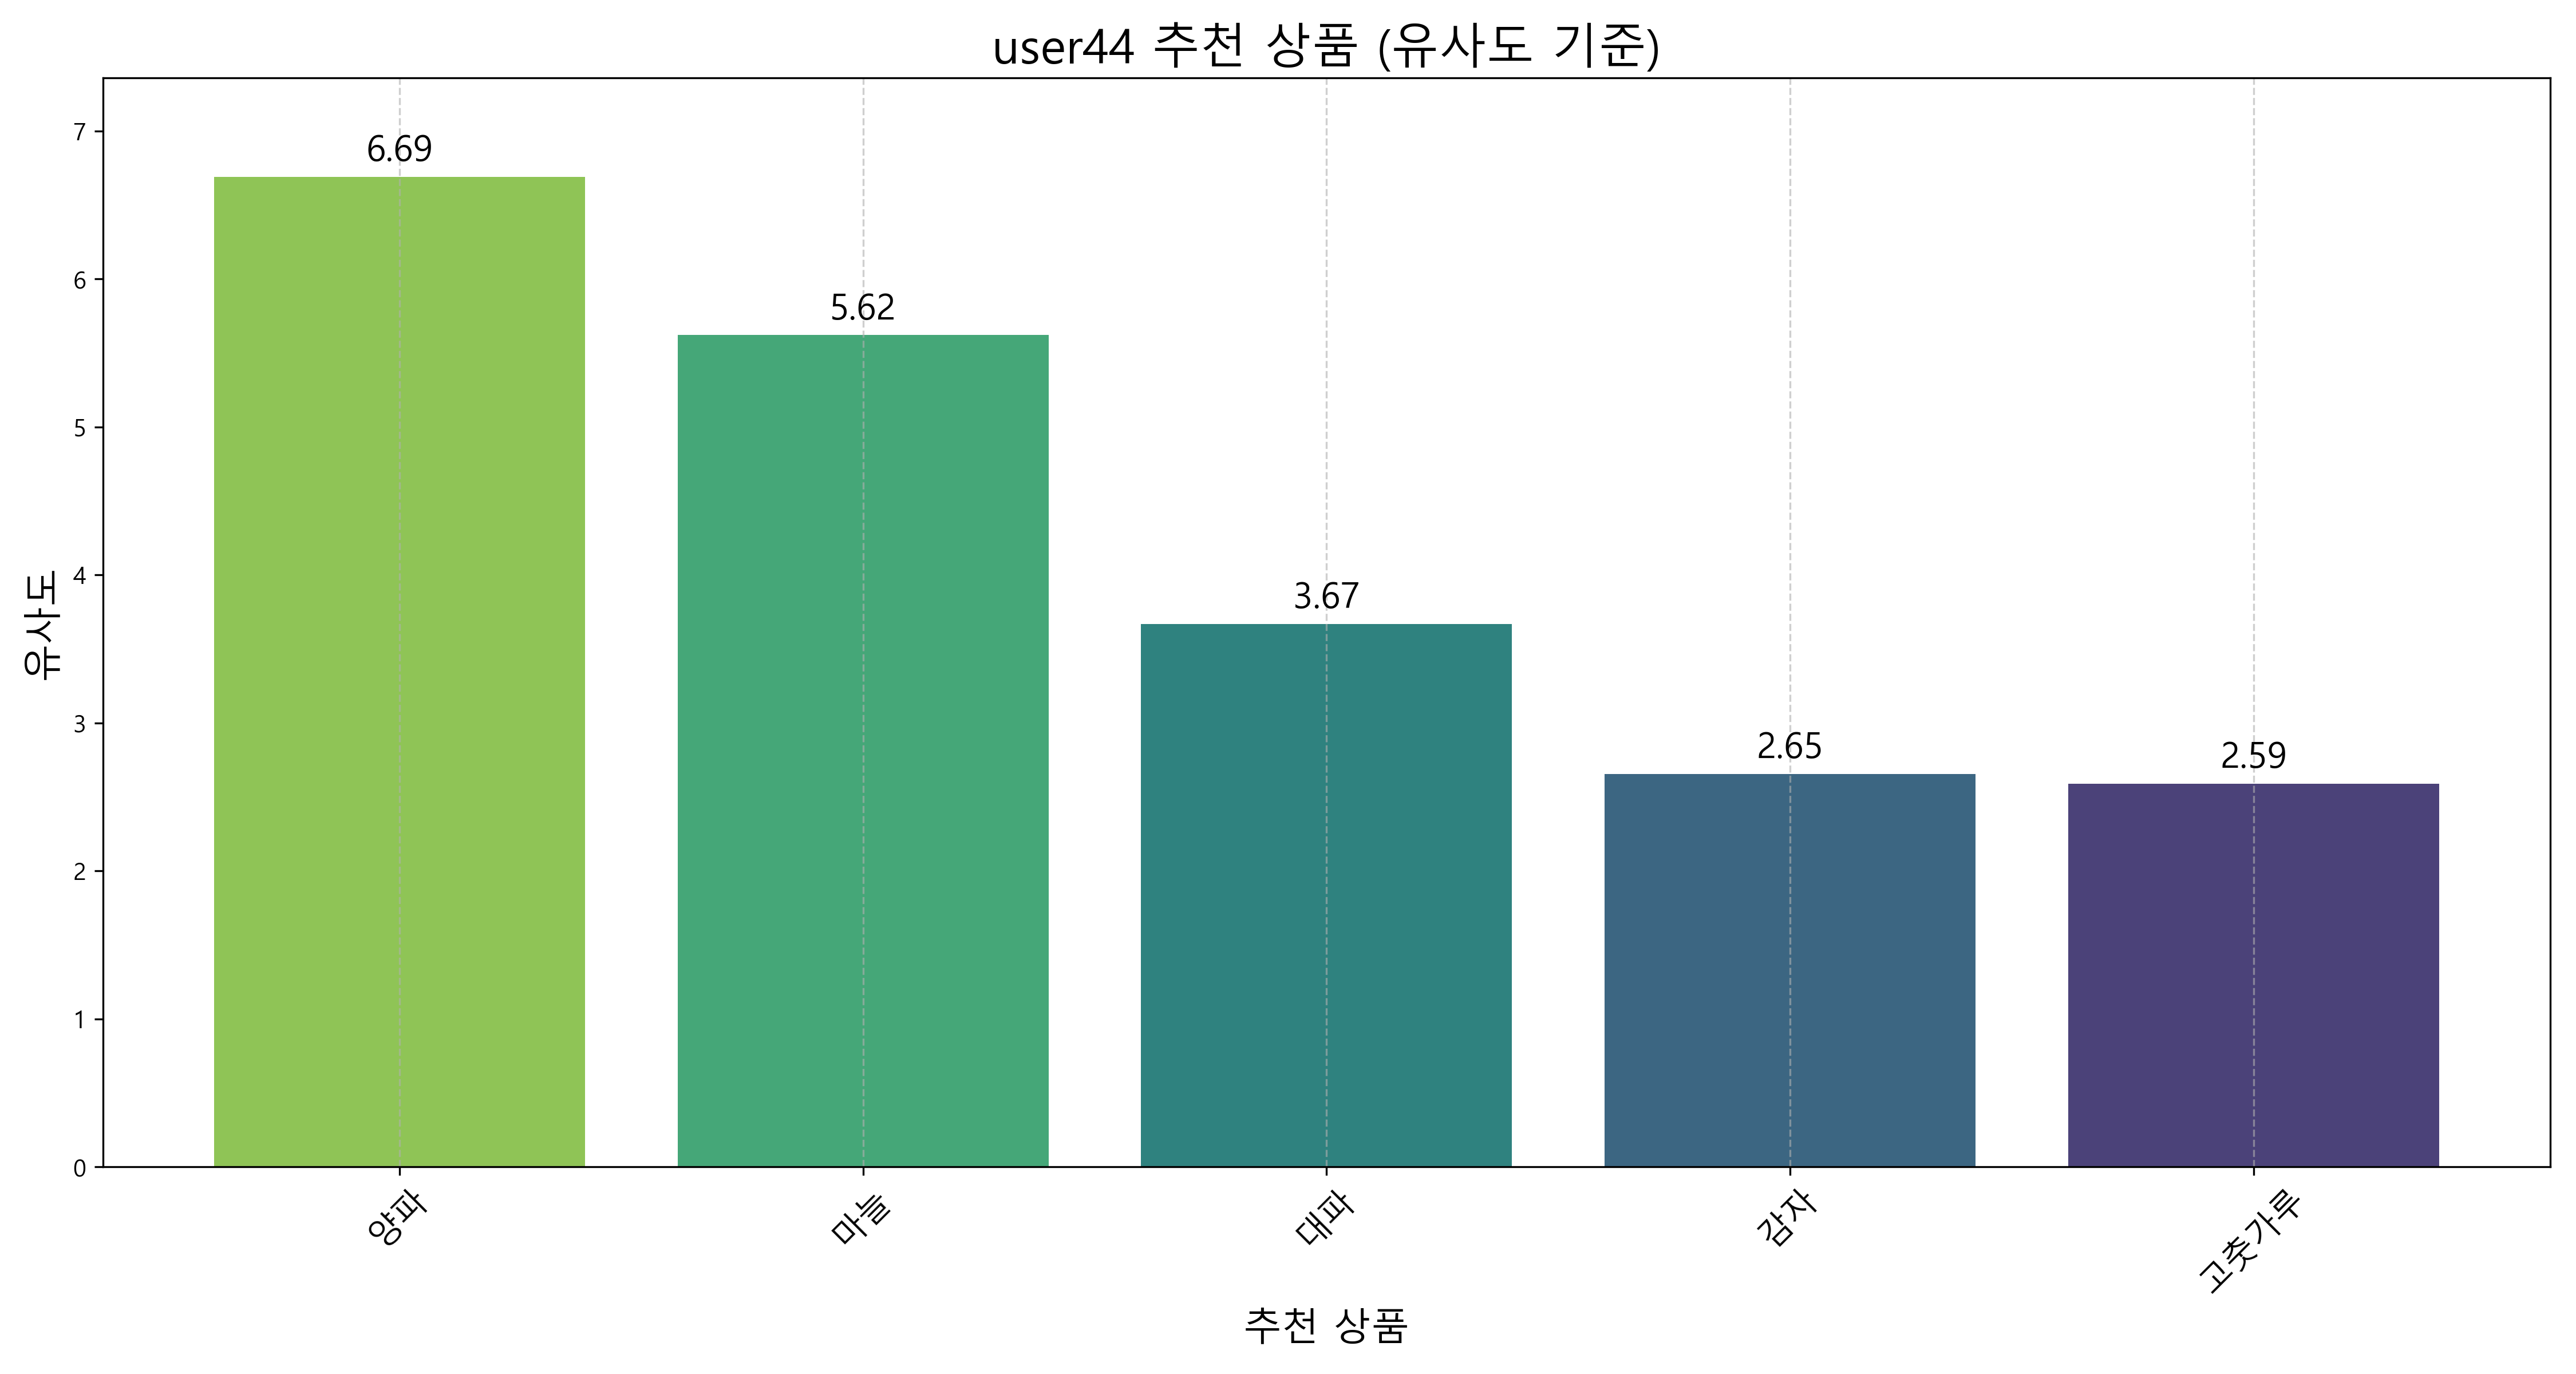 user44 추천 상품 (유사도 기준)
유사도
7
6
5
4
3
2
1
0
6.69
5.62
3.67
2.65
2.59
양파
마늘
대파
감자
고춧가루
추천 상품